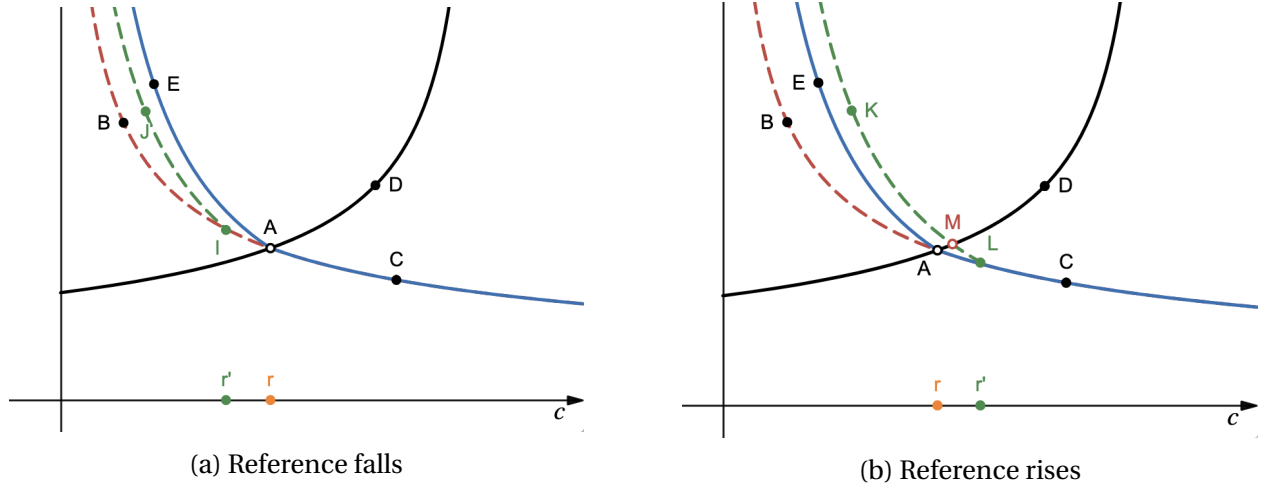 E
B
J
A
D
I
C
r'
r
c
(a) Reference falls
E
K
B
D
M
L
A
C
r
r'
c
(b) Reference rises